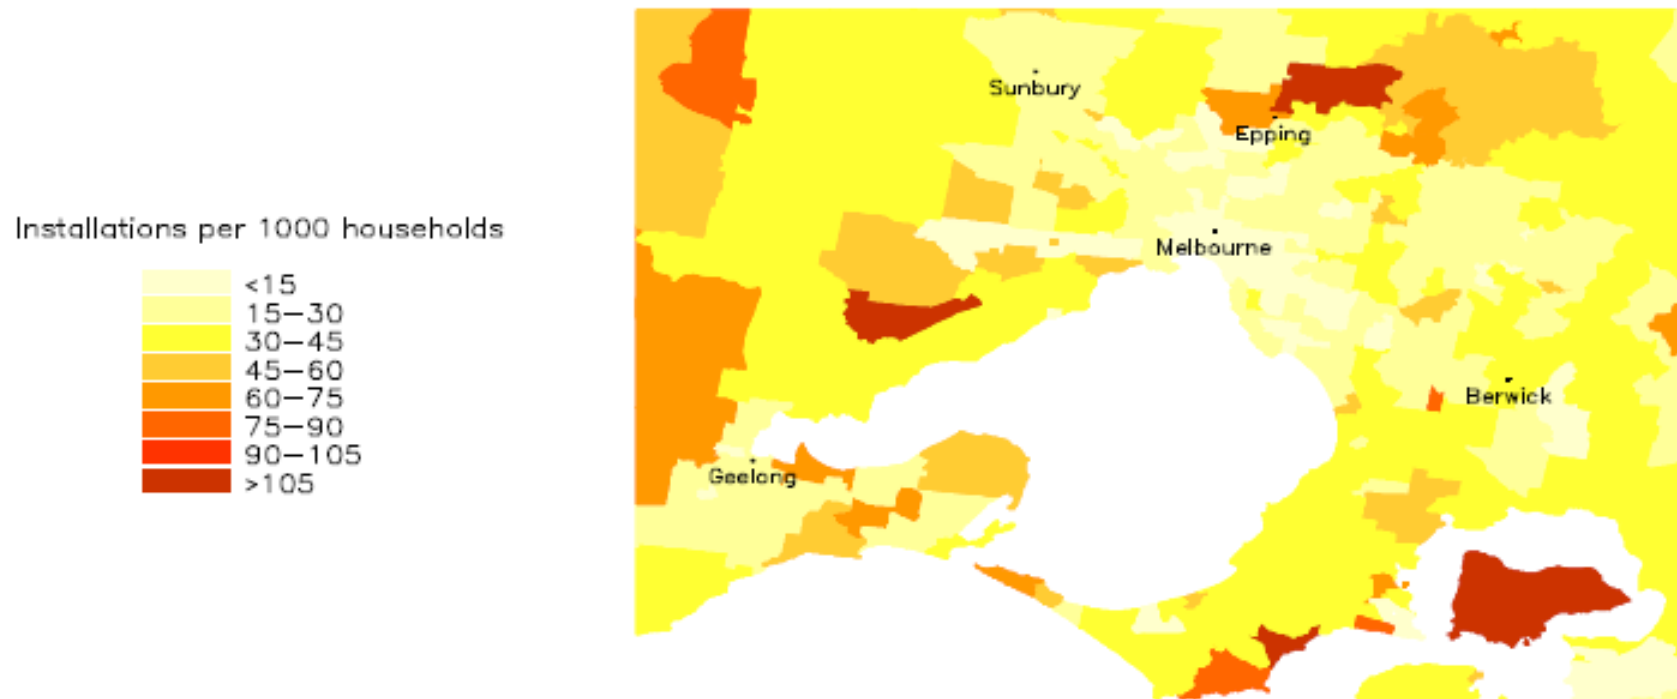 Installations per 1000 households
<15
15-30
30-45
45-60
60-75
75-90
90-105
>105
Sunbury
Epping
Melbourne
Berwick
Geelong